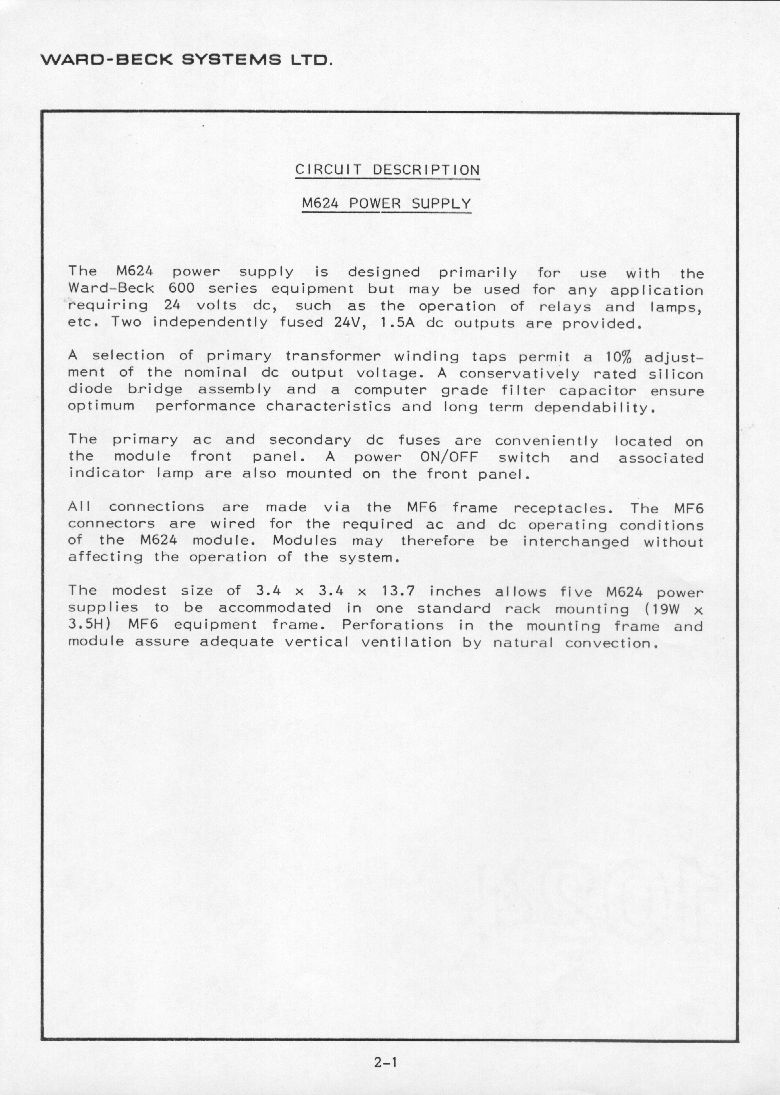 WARD-BECK SYSTEMS LTD.
CIRCUIT DESCRIPTION
M624 POWER SUPPLY
The M624 power supply is designed primarily for use with the
Ward-Beck 600 series equipment but may be used for any application
requiring 24 volts dc, such as the operation of relays and lamps,
etc. Two independently fused 24V, 1.5A dc outputs are provided.
A selection of primary transformer winding taps permit a 10% adjust-
ment of the nominal dc output voltage. A conservatively rated silicon
diode bridge assembly and a computer grade filter capacitor ensure
optimum performance characteristics and long term dependability.
The primary ac and secondary dc fuses are conveniently located on
the module front panel. A power ON/OFF switch and associated
indicator lamp are also mounted on the front panel.
All connections are made via the MF6 frame receptacles. The MF6
connectors are wired for the required ac and dc operating conditions
of the M624 module. Modules may therefore be interchanged without
affecting the operation of the system.
The modest size of 3.4 x 3.4 x 13.7 inches allows five M624 power
supplies to be accommodated in one standard rack mounting (19W x
3.5H) MF6 equipment frame. Perforations in the mounting frame and
module assure adequate vertical ventilation by natural convection.
2-1